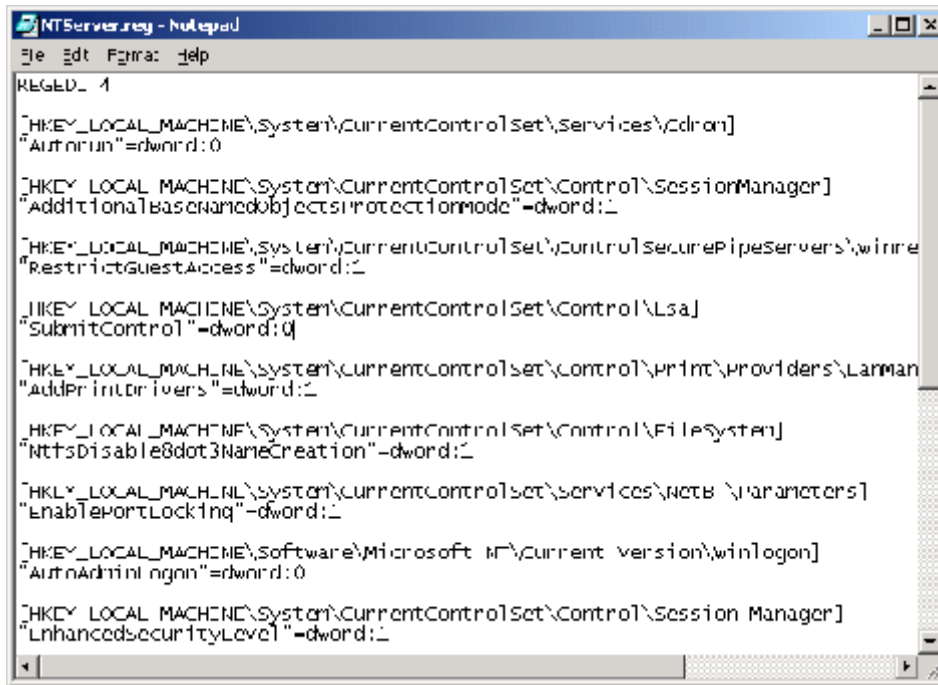 NTServer.reg - Notepad
File Edit Format Help
REGEDIT4
[HKEY_LOCAL_MACHINE\System\CurrentControlSet\Services\Cdrom]
"Autorun"=dword:0
[HKEY_LOCAL_MACHINE\System\CurrentControlSet\Control\SessionManager]
"AdditionalBaseNamedObjectsProtectionMode"=dword:1
[HKEY_LOCAL_MACHINE\System\CurrentControlSet\ControlSecurePipeServers\winre
"RestrictGuestAccess"=dword:1
[HKEY_LOCAL_MACHINE\System\CurrentControlSet\Control\Lsa]
"SubmitControl"=dword:0
[HKEY_LOCAL_MACHINE\System\CurrentControlSet\Control\Print\Providers\LanMan
"AddPrintDrivers"=dword:1
[HKEY_LOCAL_MACHINE\System\CurrentControlSet\Control\FileSystem]
"NtfsDisable8dot3NameCreation"=dword:1
[HKEY_LOCAL_MACHINE\System\CurrentControlSet\Services\NetBT\Parameters]
"EnablePortLocking"=dword:1
[HKEY_LOCAL_MACHINE\Software\Microsoft NT\Current Version\winlogon]
"AutoAdminLogon"=dword:0
[HKEY_LOCAL_MACHINE\System\CurrentControlSet\Control\Session Manager]
"EnhancedSecurityLevel"=dword:1